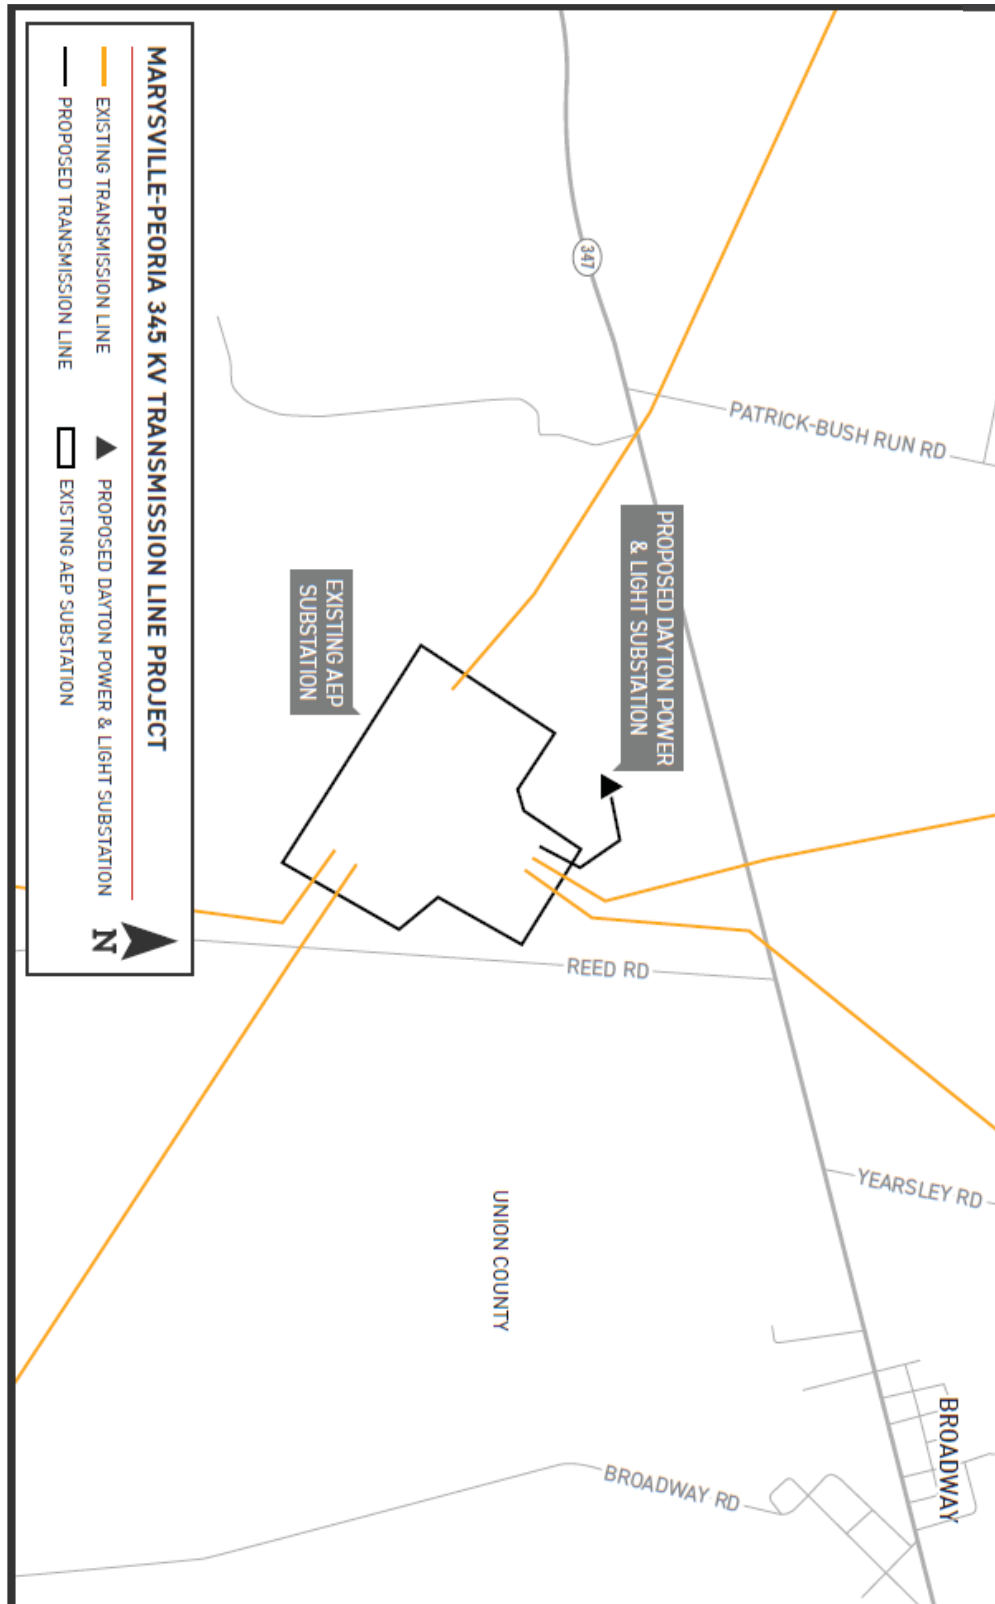 MARYSVILLE-PEORIA 345 KV TRANSMISSION LINE PROJECT
EXISTING TRANSMISSION LINE
PROPOSED TRANSMISSION LINE
PROPOSED DAYTON POWER & LIGHT SUBSTATION
EXISTING AEP SUBSTATION
N
347
PATRICK-BUSH RUN RD
PROPOSED DAYTON POWER
& LIGHT SUBSTATION
EXISTING AEP
SUBSTATION
REED RD
YEARSLEY RD
UNION COUNTY
BROADWAY
BROADWAY RD